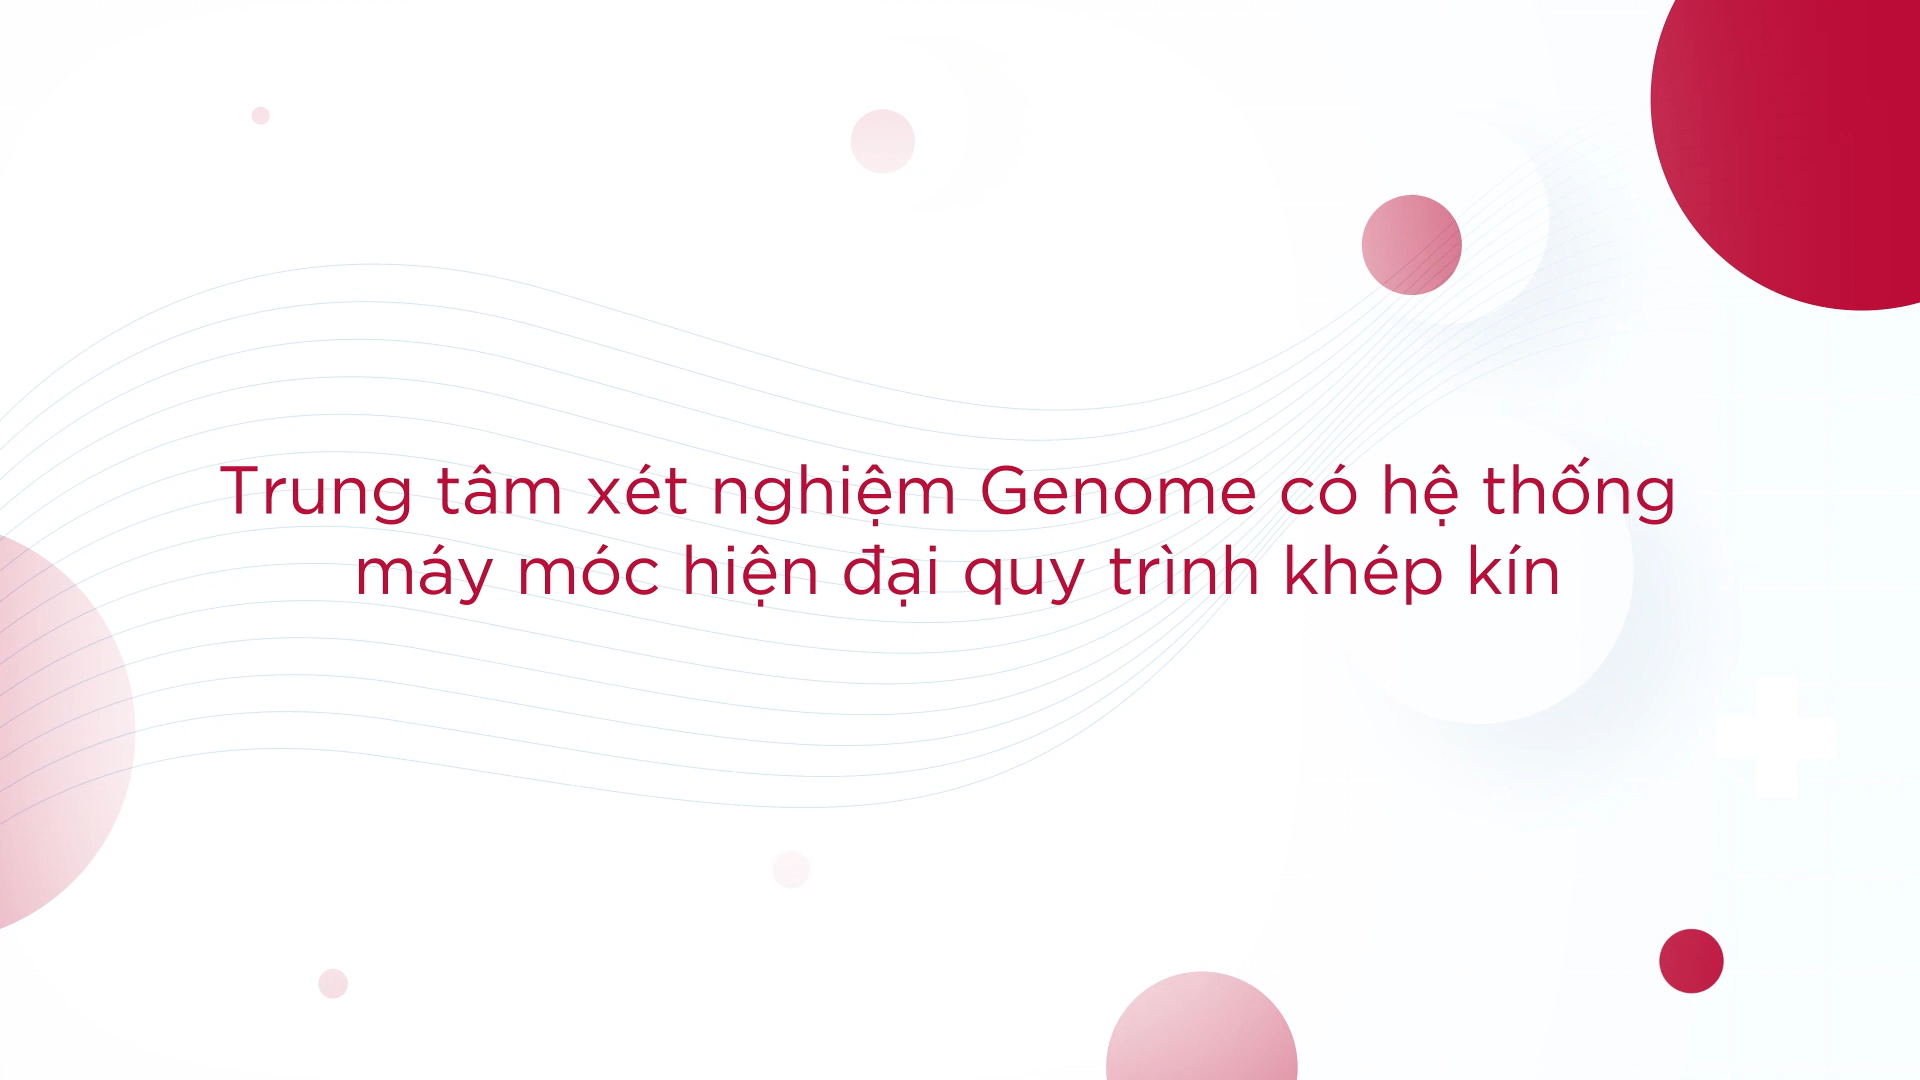 Trung tâm xét nghiệm Genome có hệ thống
máy móc hiện đại quy trình khép kín